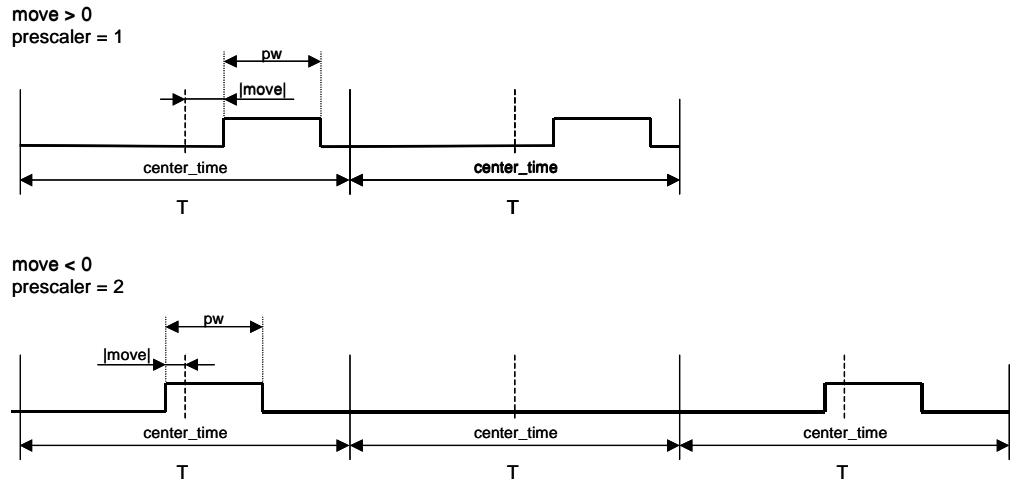 move > 0
prescaler = 1
pw
|move|
center_time
center_time
T
T
move < 0
prescaler = 2
pw
|move|
center_time
center_time
center_time
T
T
T